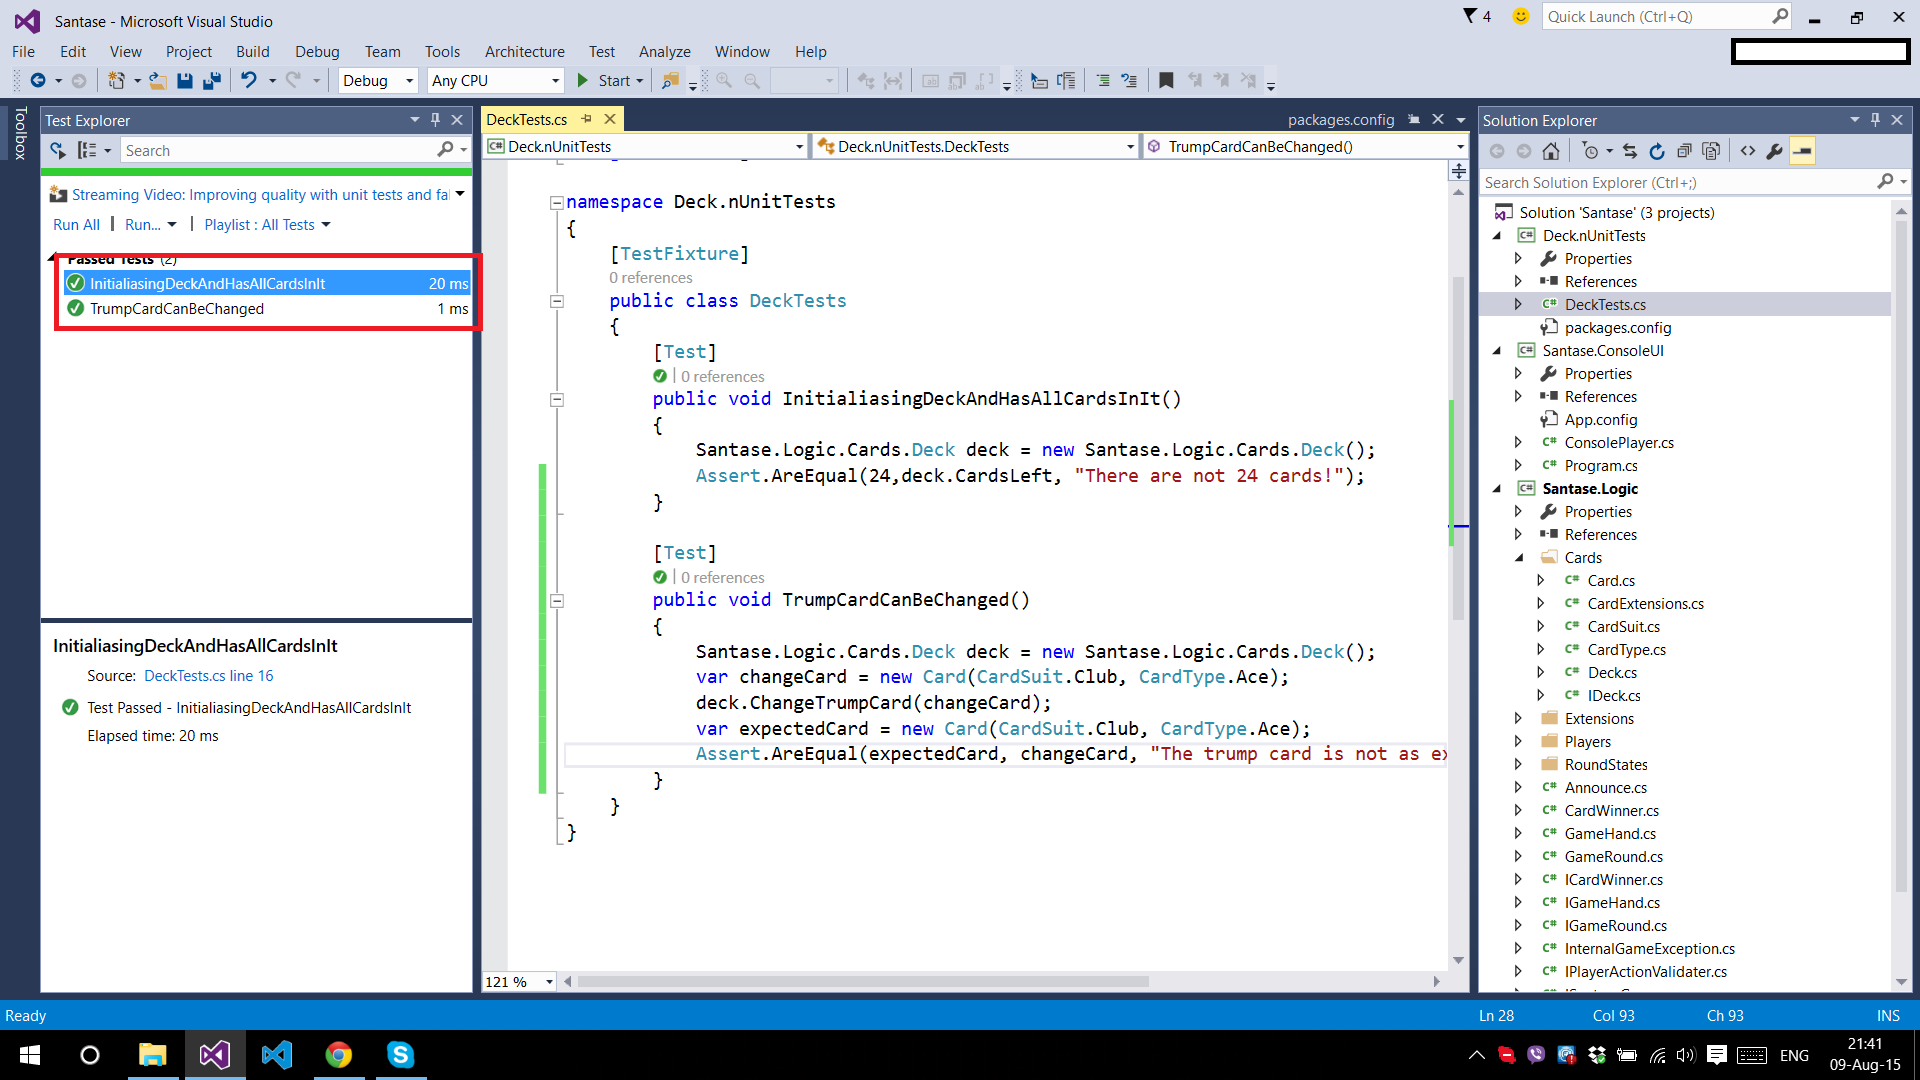 Santase - Microsoft Visual Studio
4
Quick Launch (Ctrl+Q)
File Edit View Project Build Debug Team Tools Architecture Test Analyze Window Help
Debug Any CPU Start
Toolbox
Test Explorer
Search
Streaming Video: Improving quality with unit tests and fa
Run All | Run... | Playlist : All Tests
Passed Tests (2)
InitialiasingDeckAndHasAllCardsInIt 20 ms
TrumpCardCanBeChanged 1 ms
InitialiasingDeckAndHasAllCardsInIt
Source: DeckTests.cs line 16
Test Passed - InitialiasingDeckAndHasAllCardsInIt
Elapsed time: 20 ms
DeckTests.cs
packages.config
Deck.nUnitTests
Deck.nUnitTests.DeckTests
TrumpCardCanBeChanged()
namespace Deck.nUnitTests
{
[TestFixture]
0 references
public class DeckTests
{
[Test]
| 0 references
public void InitialiasingDeckAndHasAllCardsInIt()
{
Santase.Logic.Cards.Deck deck = new Santase.Logic.Cards.Deck();
Assert.AreEqual(24,deck.CardsLeft, "There are not 24 cards!");
}
[Test]
| 0 references
public void TrumpCardCanBeChanged()
{
Santase.Logic.Cards.Deck deck = new Santase.Logic.Cards.Deck();
var changeCard = new Card(CardSuit.Club, CardType.Ace);
deck.ChangeTrumpCard(changeCard);
var expectedCard = new Card(CardSuit.Club, CardType.Ace);
Assert.AreEqual(expectedCard, changeCard, "The trump card is not as ex
}
}
}
121 %
Solution Explorer
Search Solution Explorer (Ctrl+;)
Solution 'Santase' (3 projects)
Deck.nUnitTests
Properties
References
DeckTests.cs
packages.config
Santase.ConsoleUI
Properties
References
App.config
ConsolePlayer.cs
Program.cs
Santase.Logic
Properties
References
Cards
Card.cs
CardExtensions.cs
CardSuit.cs
CardType.cs
Deck.cs
IDeck.cs
Extensions
Players
RoundStates
Announce.cs
CardWinner.cs
GameHand.cs
GameRound.cs
ICardWinner.cs
IGameHand.cs
IGameRound.cs
InternalGameException.cs
IPlayerActionValidater.cs
Ready
Ln 28 Col 93 Ch 93 INS
ENG
21:41
09-Aug-15